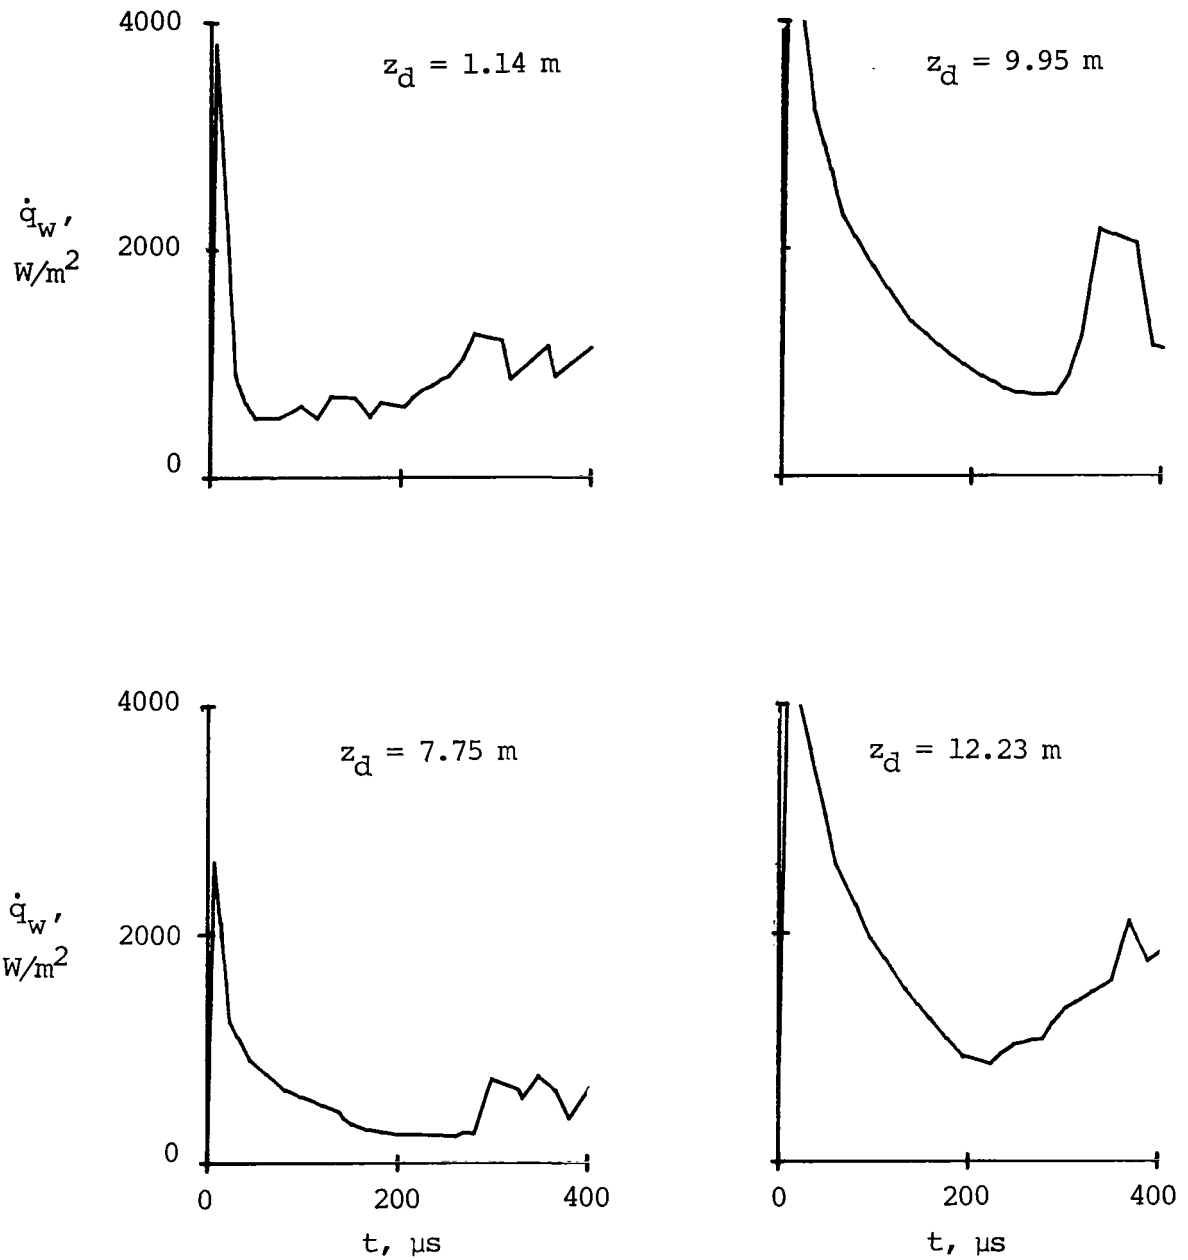 4000
z_d = 1.14 m
q̇_w,
W/m²
2000
0
z_d = 9.95 m
4000
z_d = 7.75 m
q̇_w,
W/m²
2000
0
0 200 400
t, μs
z_d = 12.23 m
0 200 400
t, μs